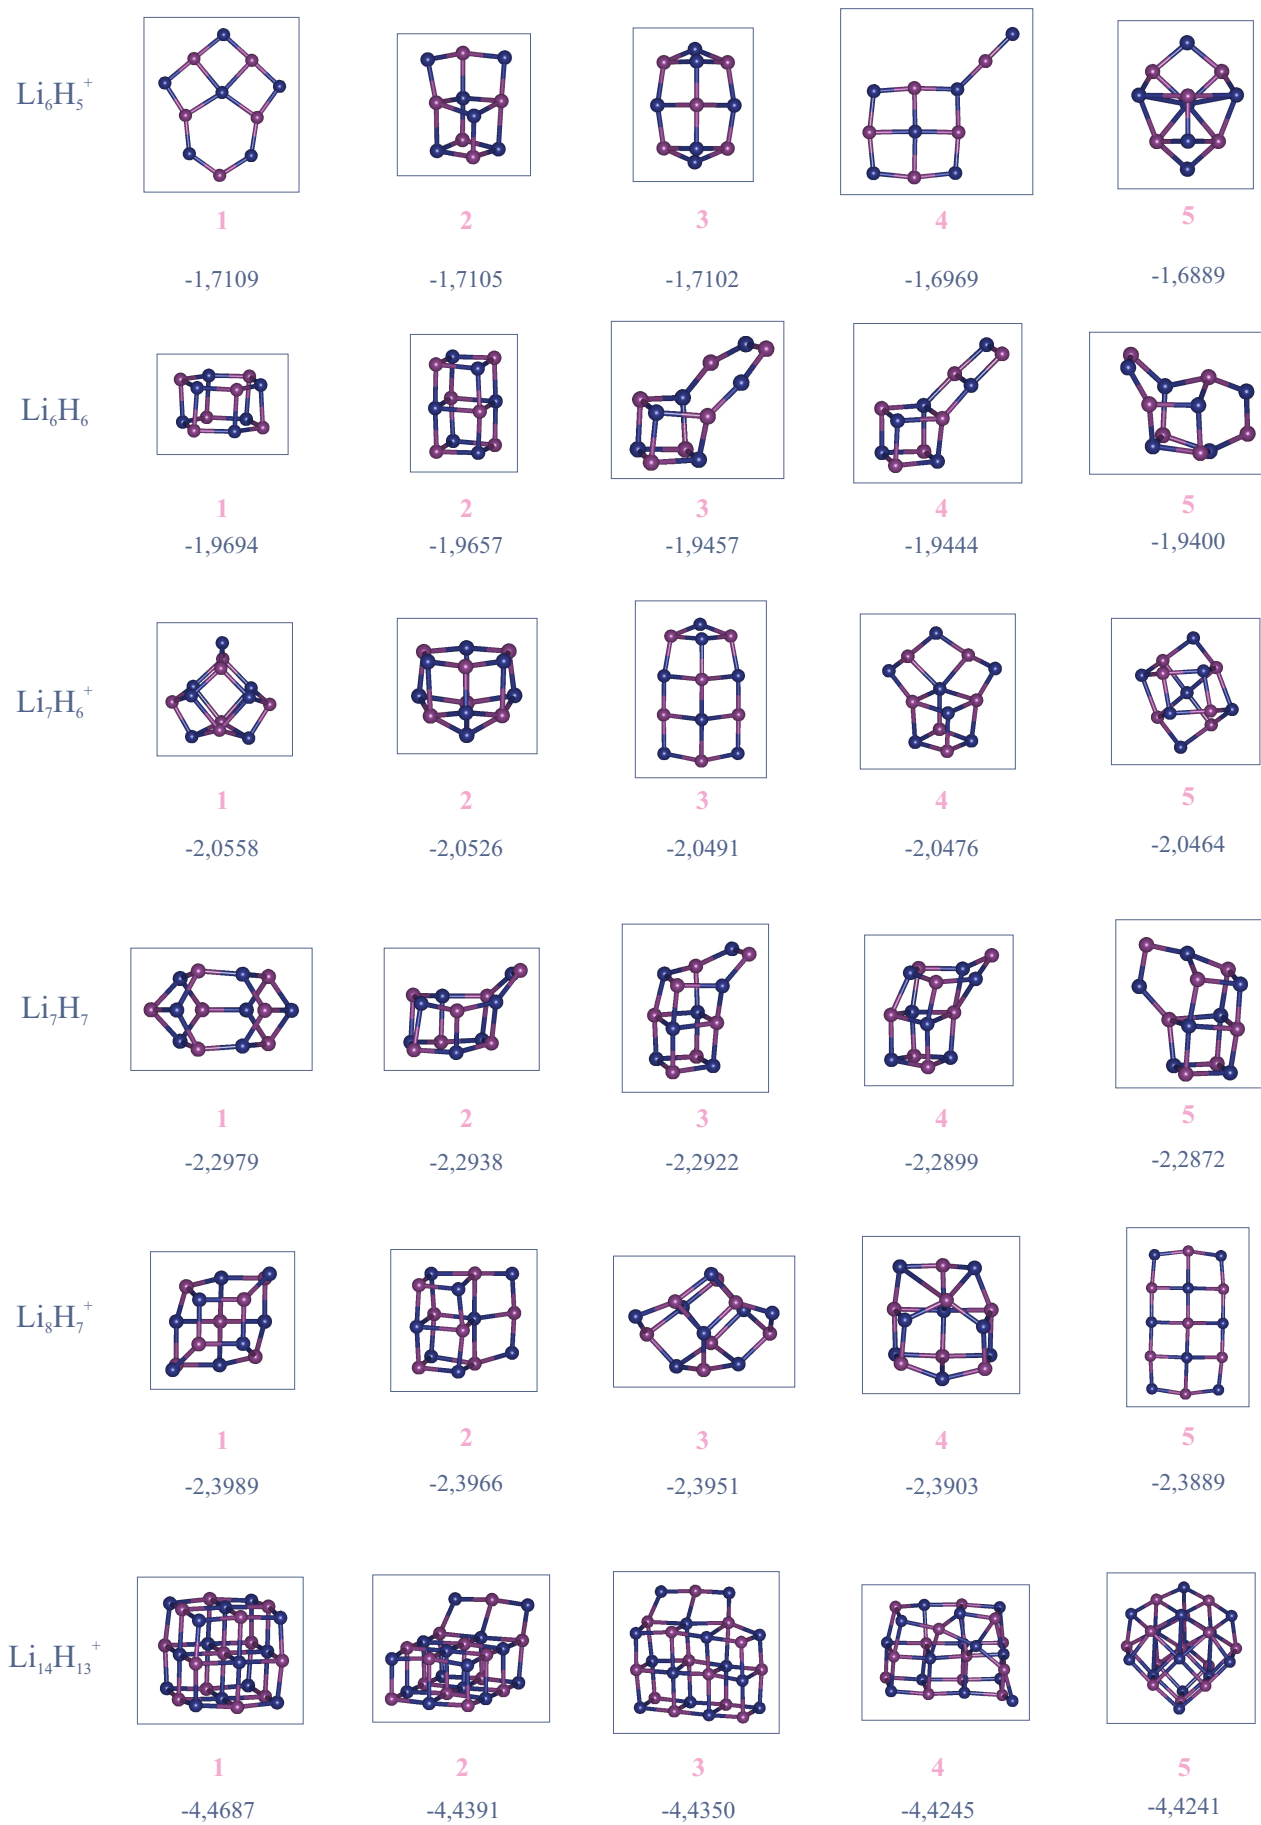 Li₆H₅⁺
1 2 3 4 5
-1,7109 -1,7105 -1,7102 -1,6969 -1,6889
Li₆H₆
1 2 3 4 5
-1,9694 -1,9657 -1,9457 -1,9444 -1,9400
Li₇H₆⁺
1 2 3 4 5
-2,0558 -2,0526 -2,0491 -2,0476 -2,0464
Li₇H₇
1 2 3 4 5
-2,2979 -2,2938 -2,2922 -2,2899 -2,2872
Li₈H₇⁺
1 2 3 4 5
-2,3989 -2,3966 -2,3951 -2,3903 -2,3889
Li₁₄H₁₃⁺
1 2 3 4 5
-4,4687 -4,4391 -4,4350 -4,4245 -4,4241